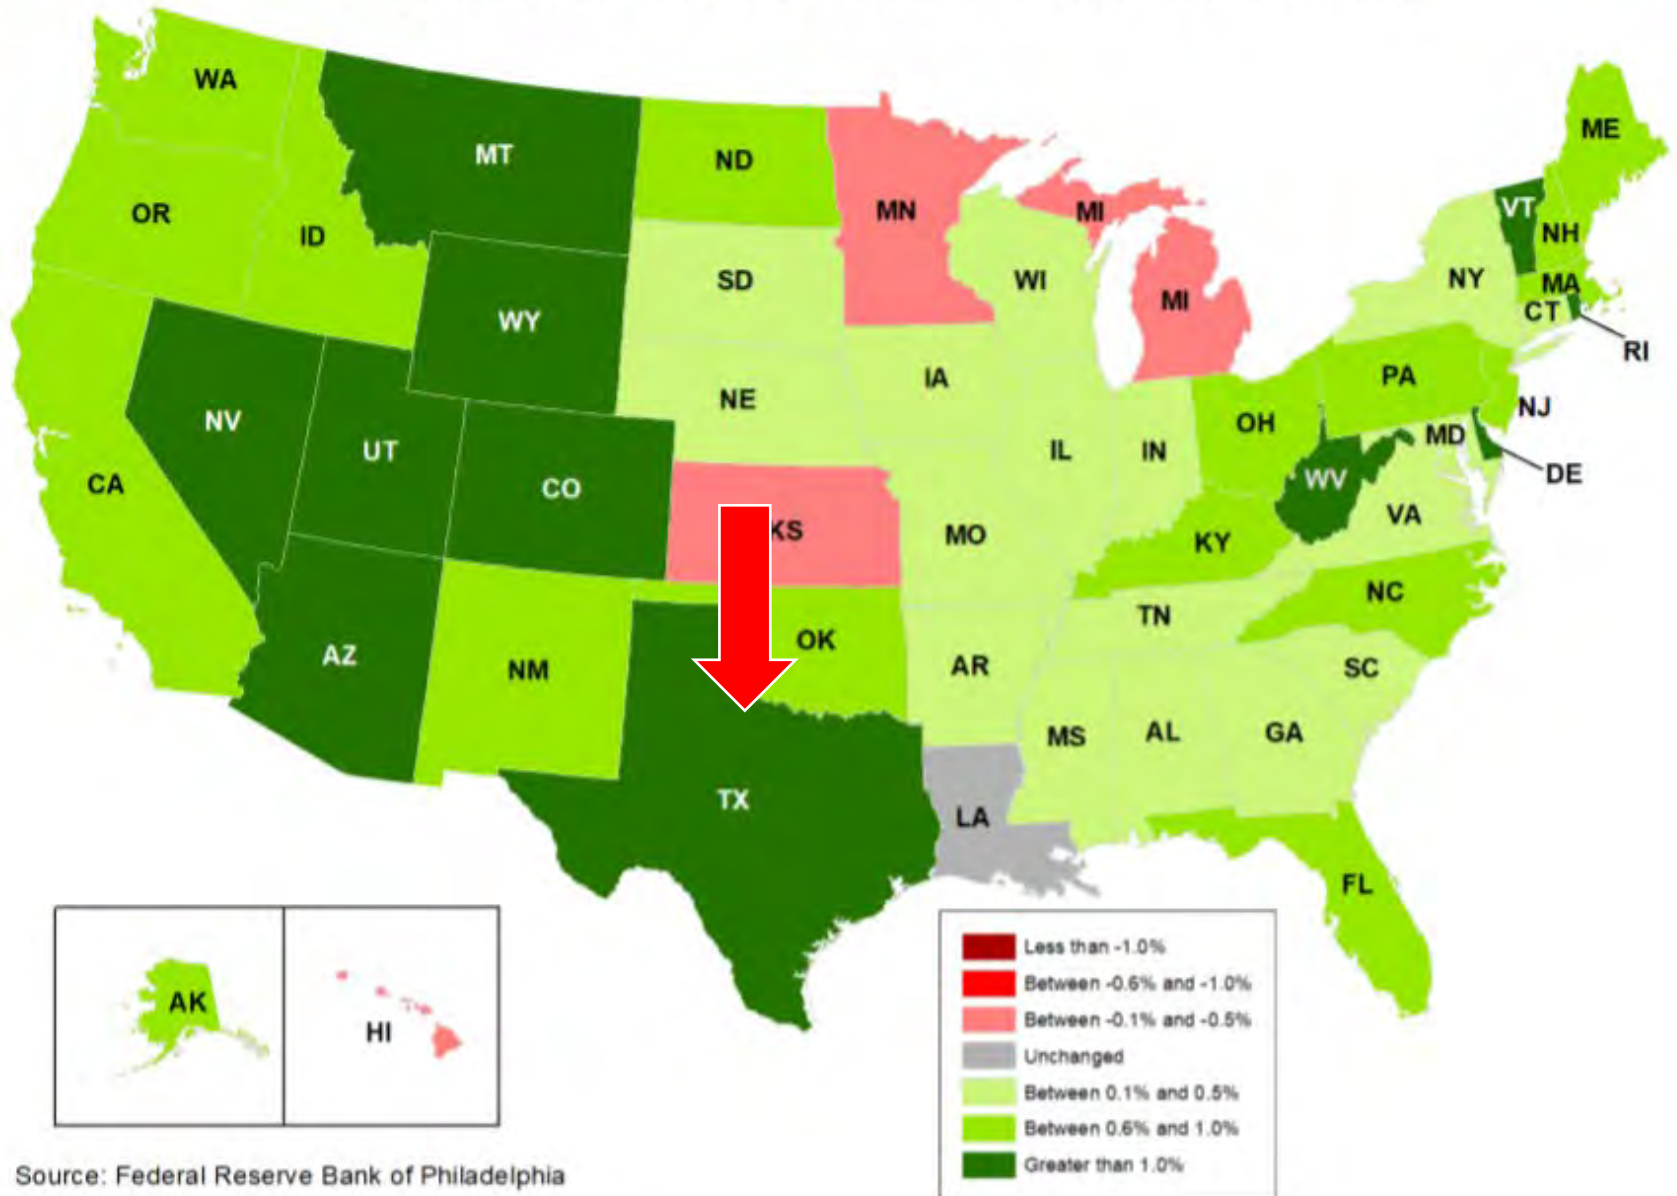 WA
MT
ND
ME
OR
ID
MN
MI
VT
NH
SD
WI
NY
MA
WY
MI
CT
RI
IA
PA
NV
NE
NJ
UT
OH
MD
CA
CO
IL
IN
WV
DE
KS
MO
KY
VA
NC
AZ
NM
OK
TN
AR
SC
MS
AL
GA
TX
LA
FL
AK
HI
Less than -1.0%
Between -0.6% and -1.0%
Between -0.1% and -0.5%
Unchanged
Between 0.1% and 0.5%
Between 0.6% and 1.0%
Greater than 1.0%
Source: Federal Reserve Bank of Philadelphia